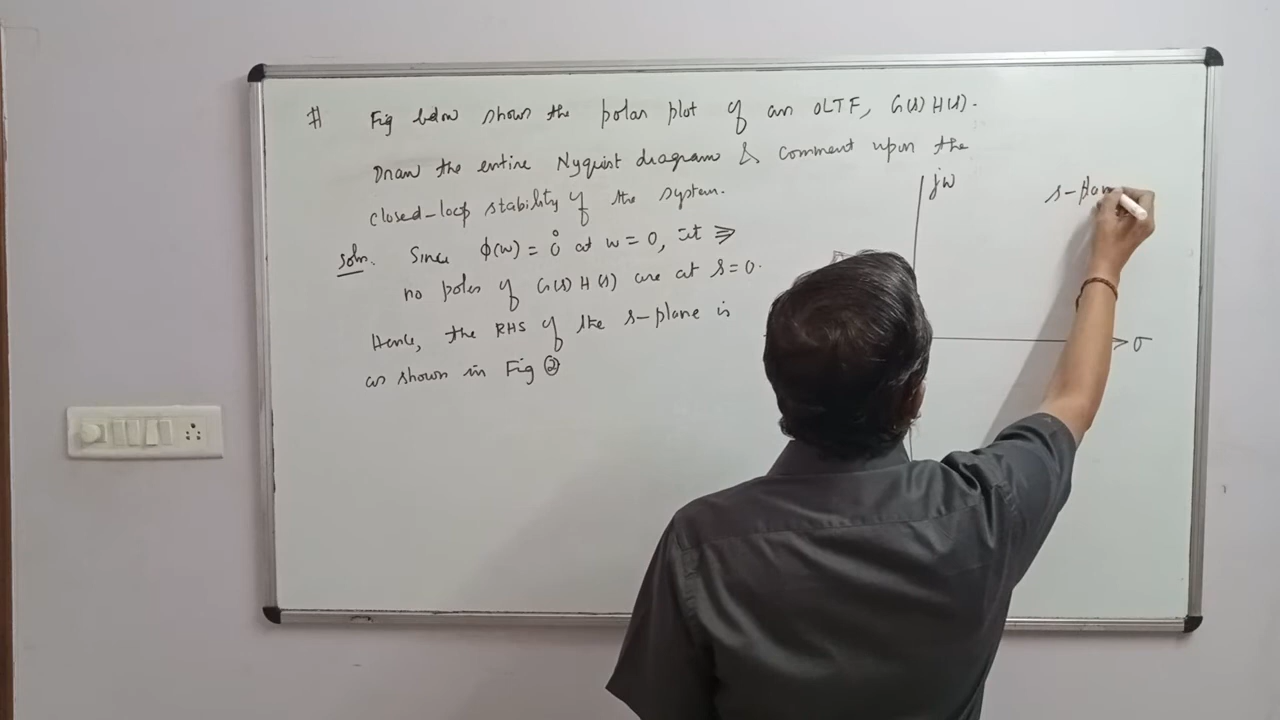 # Fig below shows the polar plot of an OLTF, G(s) H(s).
Draw the entire Nyquist diagram & comment upon the
closed-loop stability of the system.
soln. Since ϕ(w) = 0° at w = 0, it ⇒
no poles of G(s) H(s) are at s = 0.
Hence, the RHS of the s-plane is
as shown in Fig ②
jw
s-plan
σ